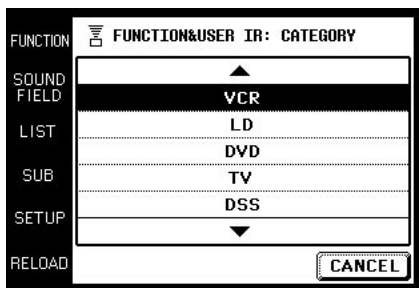 FUNCTION
SOUND
FIELD
LIST
SUB
SETUP
RELOAD
FUNCTION&USER IR: CATEGORY
VCR
LD
DVD
TV
DSS
CANCEL